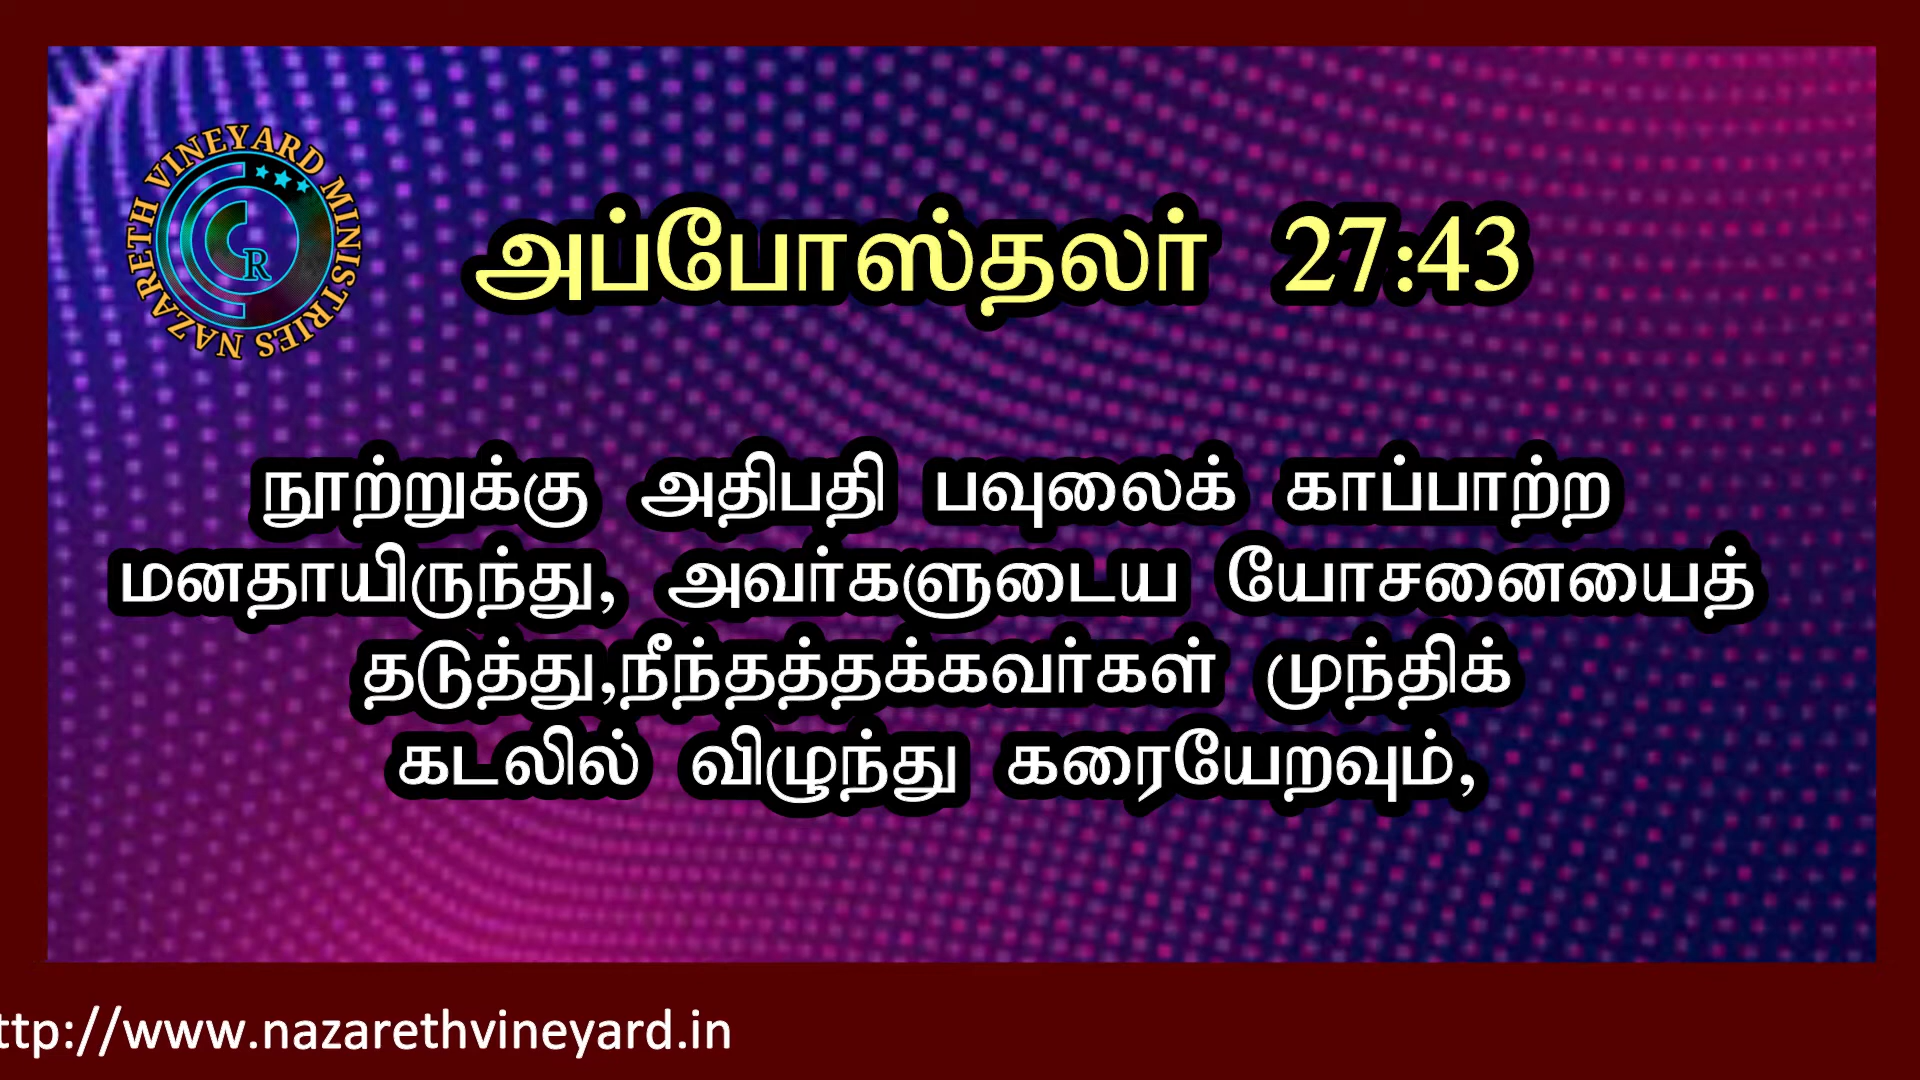 NAZARETH VINEYARD MINISTRIES
CR
அப்போஸ்தலர் 27:43
நூற்றுக்கு அதிபதி பவுலைக் காப்பாற்ற
மனதாயிருந்து, அவர்களுடைய யோசனையைத்
தடுத்து,நீந்தத்தக்கவர்கள் முந்திக்
கடலில் விழுந்து கரையேறவும்,
ttp://www.nazarethvineyard.in